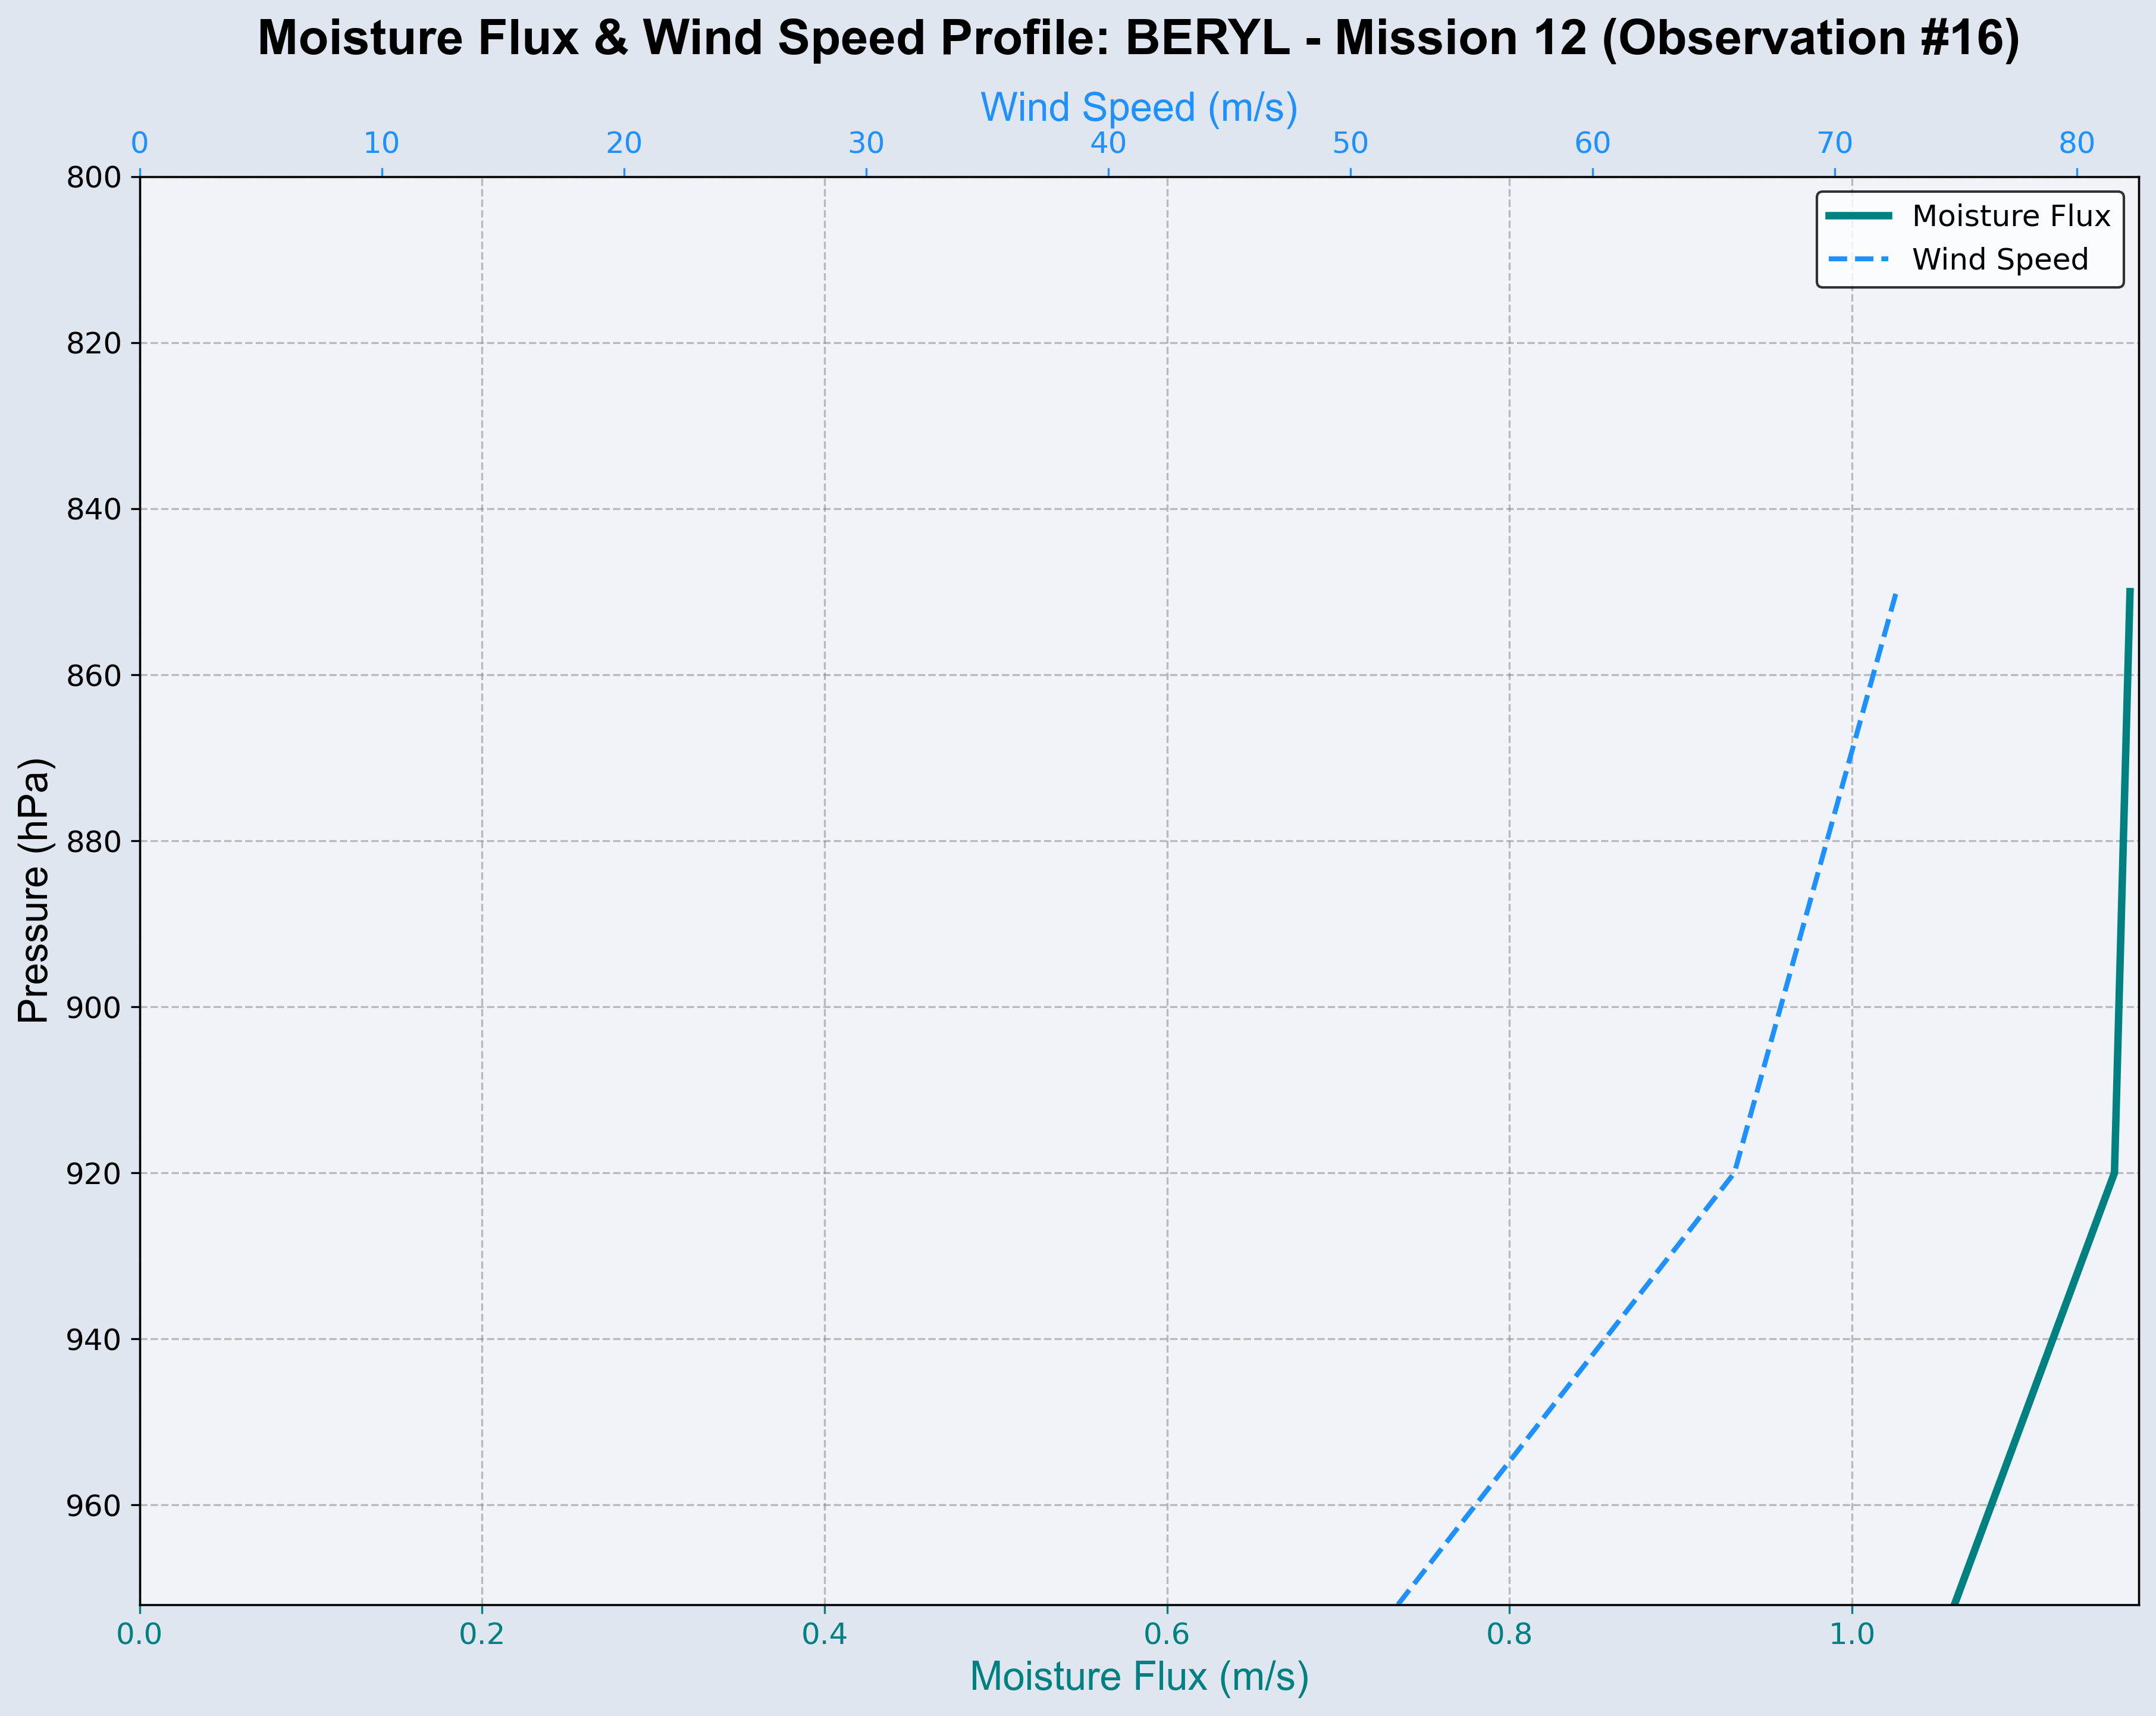 Moisture Flux & Wind Speed Profile: BERYL - Mission 12 (Observation #16)
Wind Speed (m/s)
0 10 20 30 40 50 60 70 80
Moisture Flux
Wind Speed
Pressure (hPa)
800
820
840
860
880
900
920
940
960
0.0 0.2 0.4 0.6 0.8 1.0
Moisture Flux (m/s)